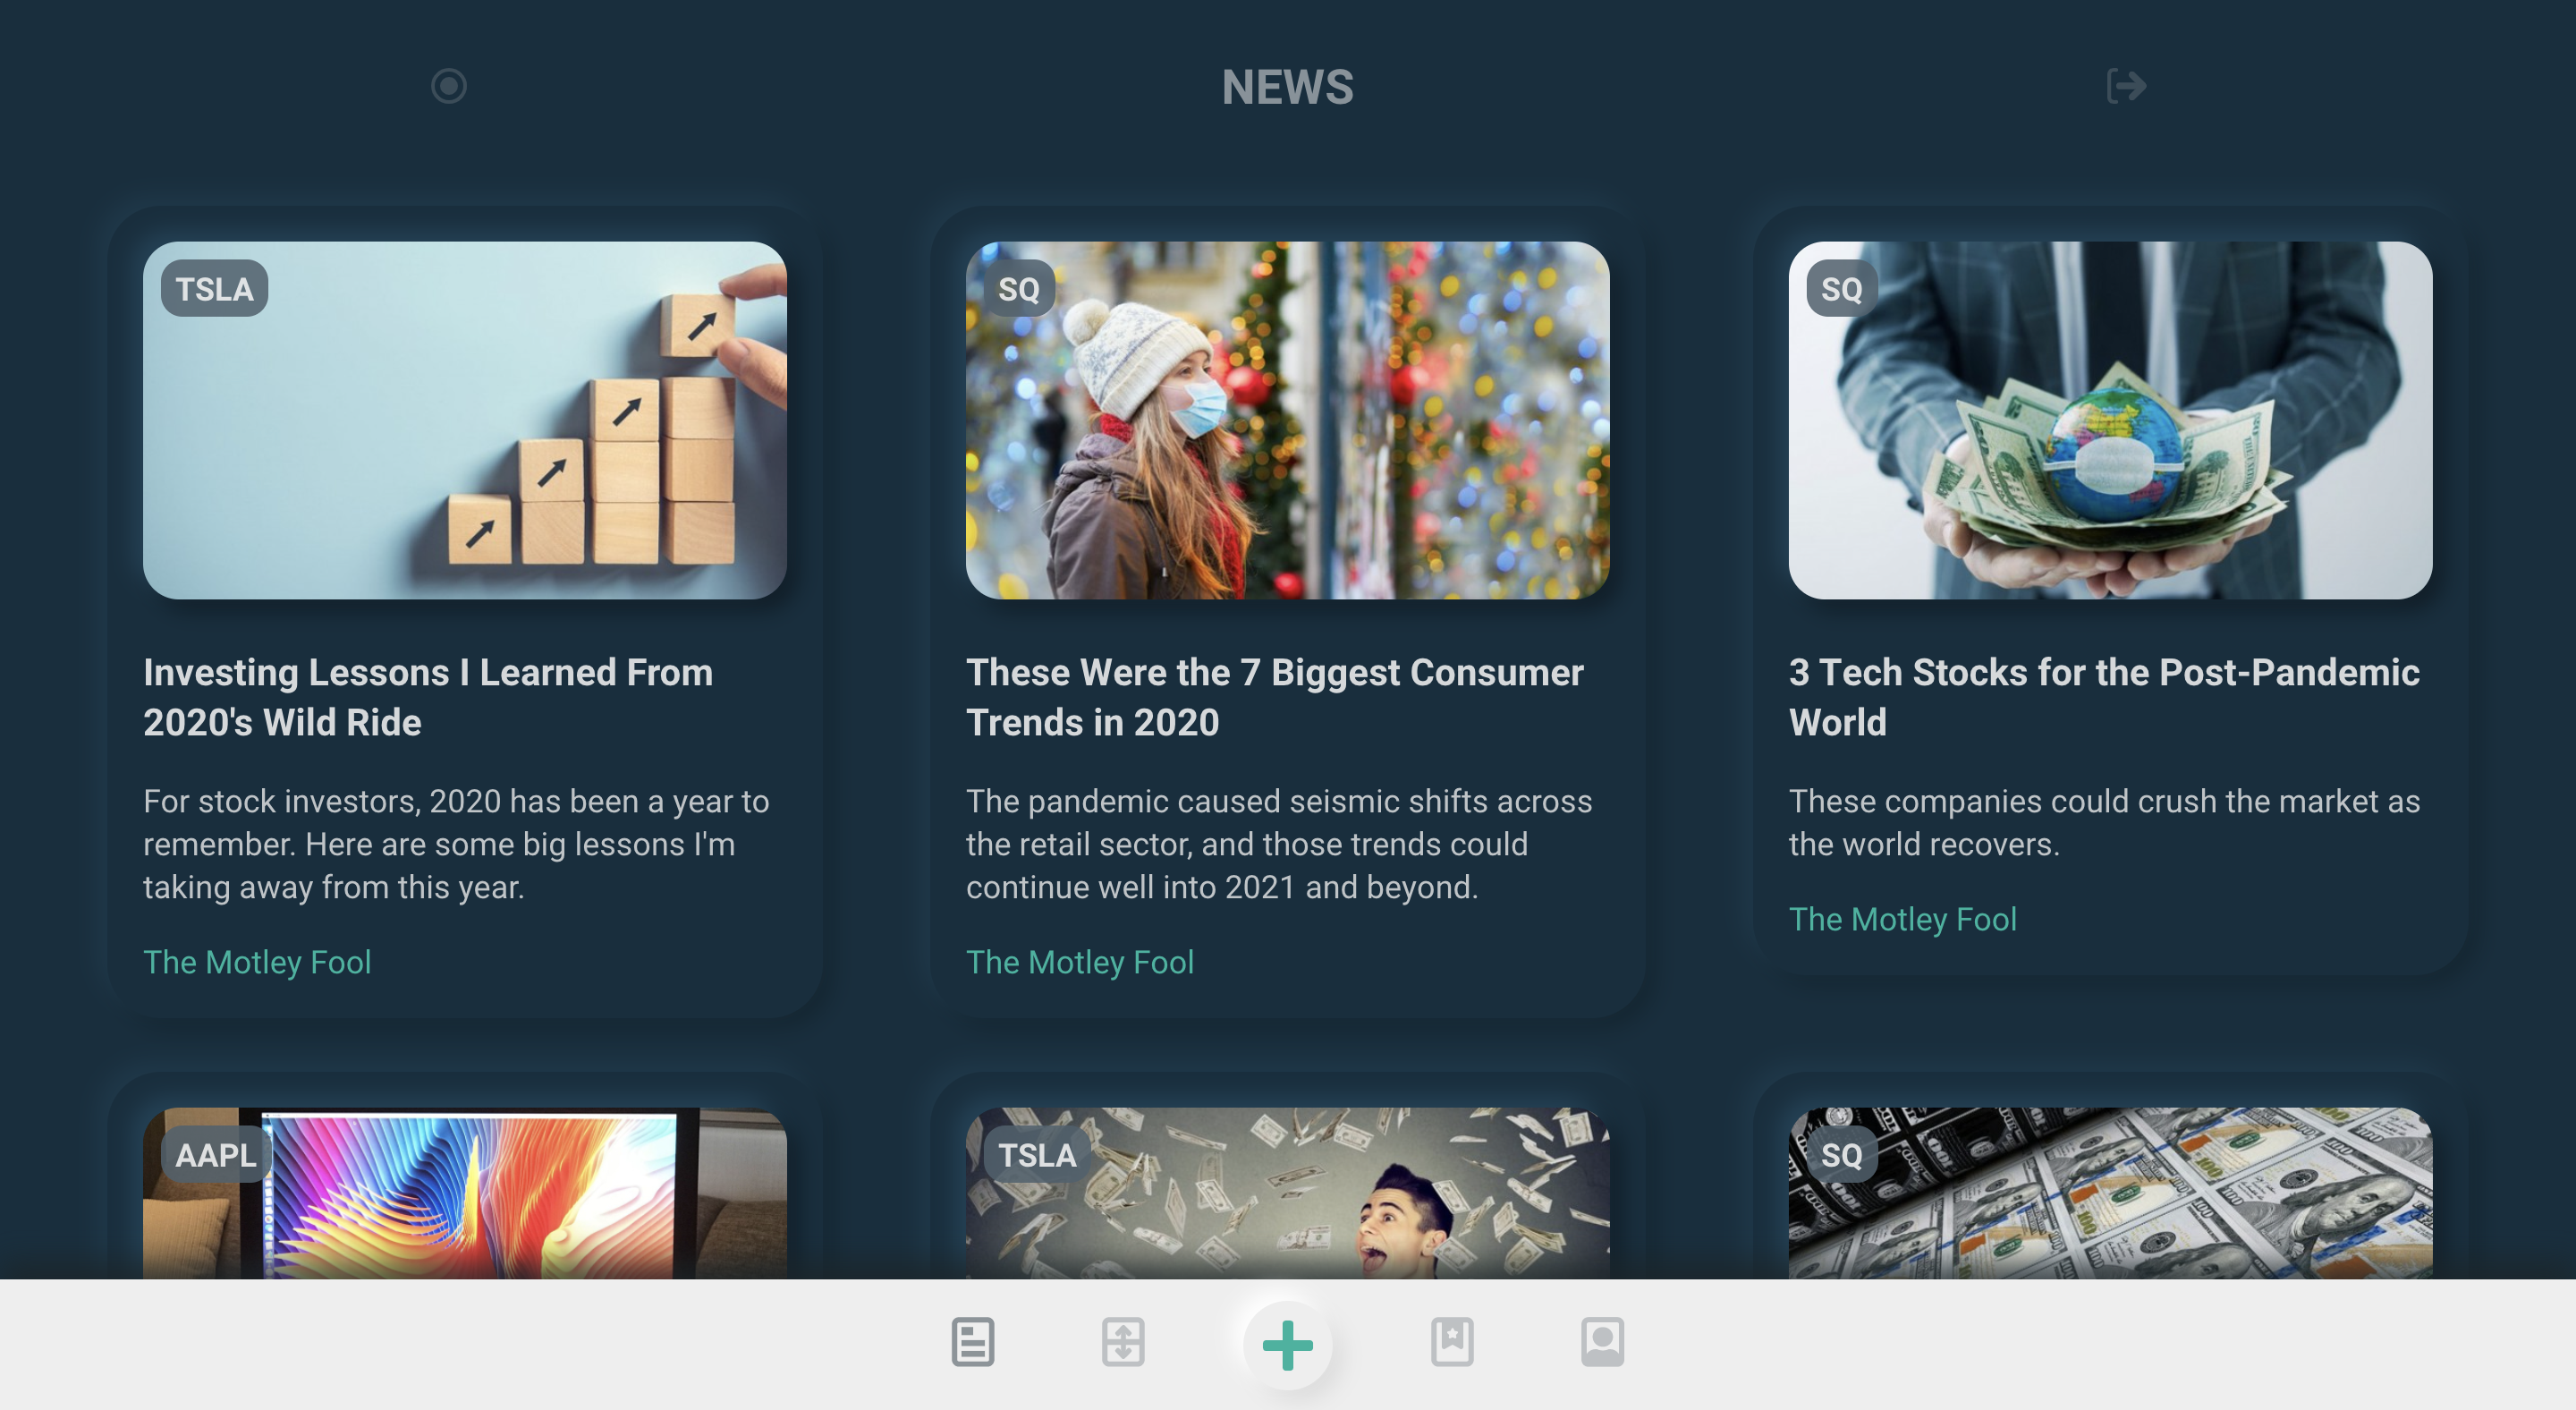 NEWS
TSLA
Investing Lessons I Learned From
2020's Wild Ride
For stock investors, 2020 has been a year to
remember. Here are some big lessons I'm
taking away from this year.
The Motley Fool
SQ
These Were the 7 Biggest Consumer
Trends in 2020
The pandemic caused seismic shifts across
the retail sector, and those trends could
continue well into 2021 and beyond.
The Motley Fool
SQ
3 Tech Stocks for the Post-Pandemic
World
These companies could crush the market as
the world recovers.
The Motley Fool
AAPL
TSLA
SQ